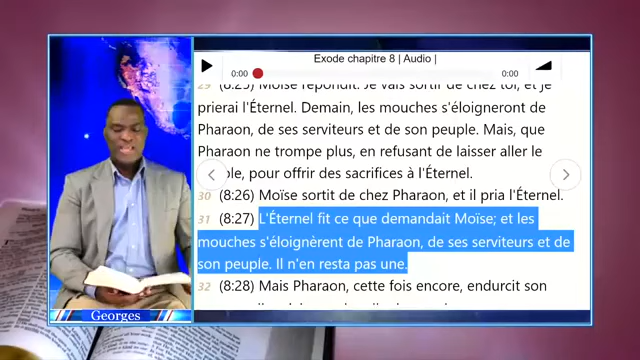 Exode chapitre 8 | Audio |
0:00 0:00
29 (8:25) Moïse répondit: Je vais sortir de chez toi, et je
prierai l'Éternel. Demain, les mouches s'éloigneront de
Pharaon, de ses serviteurs et de son peuple. Mais, que
Pharaon ne trompe plus, en refusant de laisser aller le
ple, pour offrir des sacrifices à l'Éternel.
30 (8:26) Moïse sortit de chez Pharaon, et il pria l'Éternel.
31 (8:27) L'Éternel fit ce que demandait Moïse; et les
mouches s'éloignèrent de Pharaon, de ses serviteurs et de
son peuple. Il n'en resta pas une.
32 (8:28) Mais Pharaon, cette fois encore, endurcit son
Georges